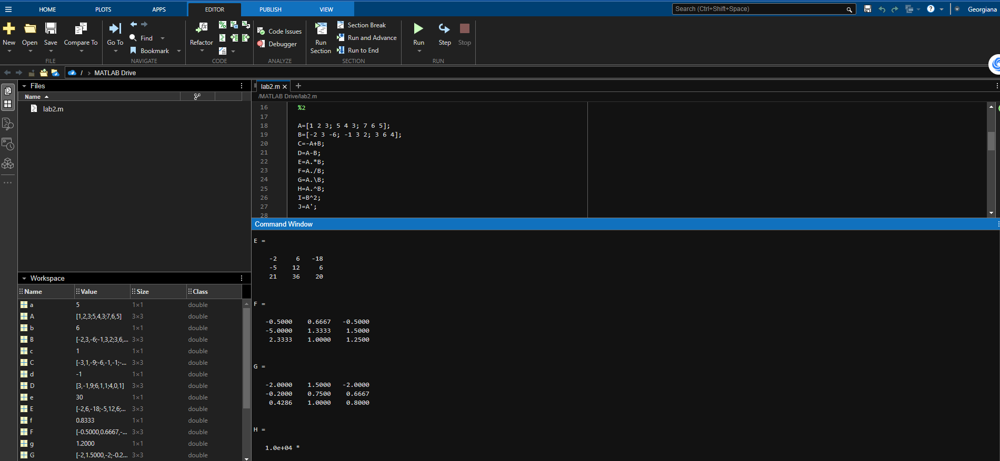 HOME PLOTS APPS EDITOR PUBLISH VIEW Search (Ctrl+Shift+Space) Georgiana
New Open Save Compare To Go To Find Bookmark Refactor Code Issues Debugger Run Section Section Break Run and Advance Run to End Run Step Stop
FILE NAVIGATE CODE ANALYZE SECTION RUN
/ > MATLAB Drive
Files
Name
lab2.m
lab2.m × +
/MATLAB Drive/lab2.m
16 %2
17
18 A=[1 2 3; 5 4 3; 7 6 5];
19 B=[-2 3 -6; -1 3 2; 3 6 4];
20 C=-A+B;
21 D=A-B;
22 E=A.*B;
23 F=A./B;
24 G=A.\B;
25 H=A.^B;
26 I=B^2;
27 J=A';
28
Command Window
E =
-2 6 -18
-5 12 6
21 36 20
F =
-0.5000 0.6667 -0.5000
-5.0000 1.3333 1.5000
2.3333 1.0000 1.2500
G =
-2.0000 1.5000 -2.0000
-0.2000 0.7500 0.6667
0.4286 1.0000 0.8000
H =
1.0e+04 *
Workspace
Name Value Size Class
a 5 1×1 double
A [1,2,3;5,4,3;7,6,5] 3×3 double
b 6 1×1 double
B [-2,3,-6;-1,3,2;3,6,... 3×3 double
c 1 1×1 double
C [-3,1,-9;-6,-1,-1;-... 3×3 double
d -1 1×1 double
D [3,-1,9;6,1,1;4,0,1] 3×3 double
e 30 1×1 double
E [-2,6,-18;-5,12,6;... 3×3 double
f 0.8333 1×1 double
F [-0.5000,0.6667,-... 3×3 double
g 1.2000 1×1 double
G [-2,1.5000,-2;-0.2... 3×3 double